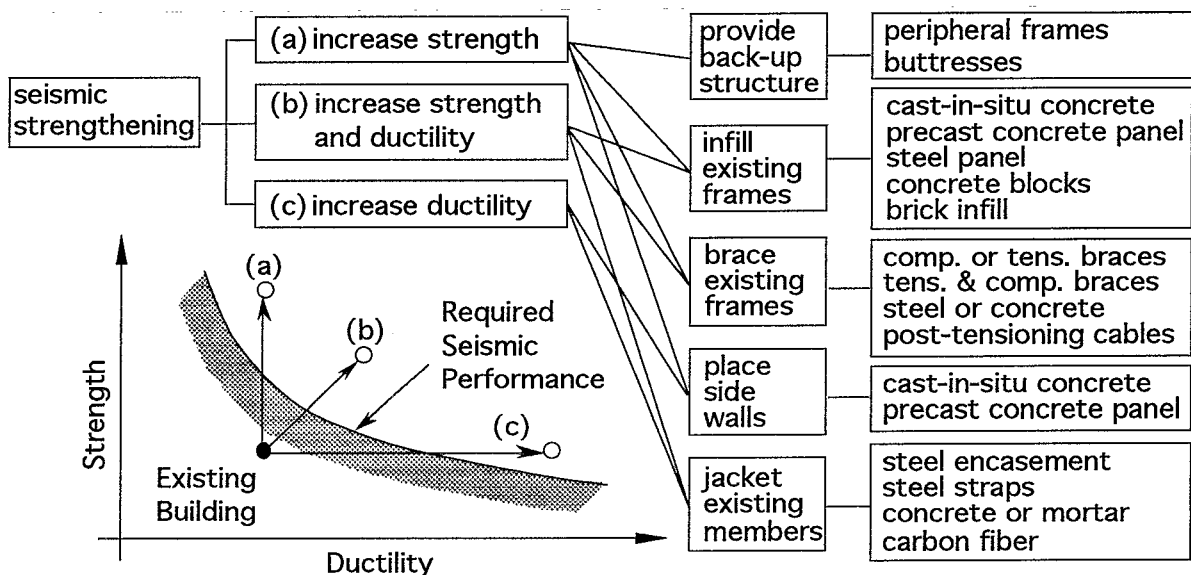 seismic
strengthening
(a) increase strength
(b) increase strength
and ductility
(c) increase ductility
provide
back-up
structure
peripheral frames
buttresses
infill
existing
frames
cast-in-situ concrete
precast concrete panel
steel panel
concrete blocks
brick infill
brace
existing
frames
comp. or tens. braces
tens. & comp. braces
steel or concrete
post-tensioning cables
place
side
walls
cast-in-situ concrete
precast concrete panel
jacket
existing
members
steel encasement
steel straps
concrete or mortar
carbon fiber
Strength
(a)
(b)
(c)
Required
Seismic
Performance
Existing
Building
Ductility